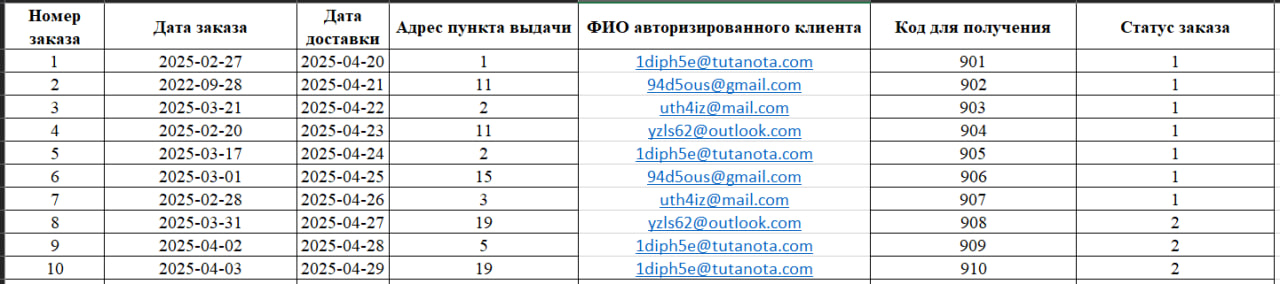 Номер заказа Дата заказа Дата доставки Адрес пункта выдачи ФИО авторизированного клиента Код для получения Статус заказа
1 2025-02-27 2025-04-20 1 1diph5e@tutanota.com 901 1
2 2022-09-28 2025-04-21 11 94d5ous@gmail.com 902 1
3 2025-03-21 2025-04-22 2 uth4iz@mail.com 903 1
4 2025-02-20 2025-04-23 11 yzls62@outlook.com 904 1
5 2025-03-17 2025-04-24 2 1diph5e@tutanota.com 905 1
6 2025-03-01 2025-04-25 15 94d5ous@gmail.com 906 1
7 2025-02-28 2025-04-26 3 uth4iz@mail.com 907 1
8 2025-03-31 2025-04-27 19 yzls62@outlook.com 908 2
9 2025-04-02 2025-04-28 5 1diph5e@tutanota.com 909 2
10 2025-04-03 2025-04-29 19 1diph5e@tutanota.com 910 2